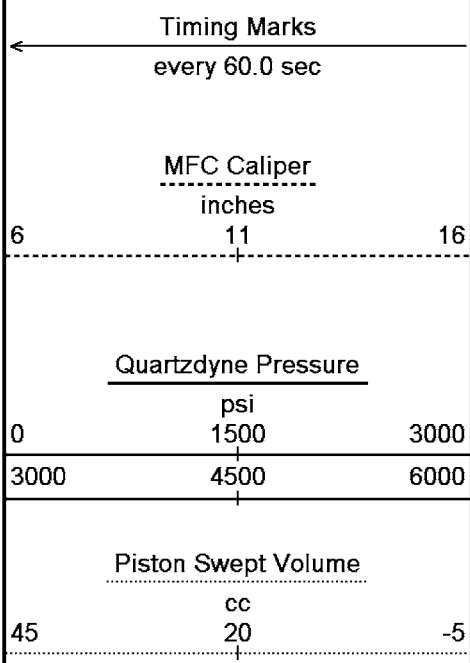 Timing Marks
every 60.0 sec
MFC Caliper
inches
6 11 16
Quartzdyne Pressure
psi
0 1500 3000
3000 4500 6000
Piston Swept Volume
cc
45 20 -5